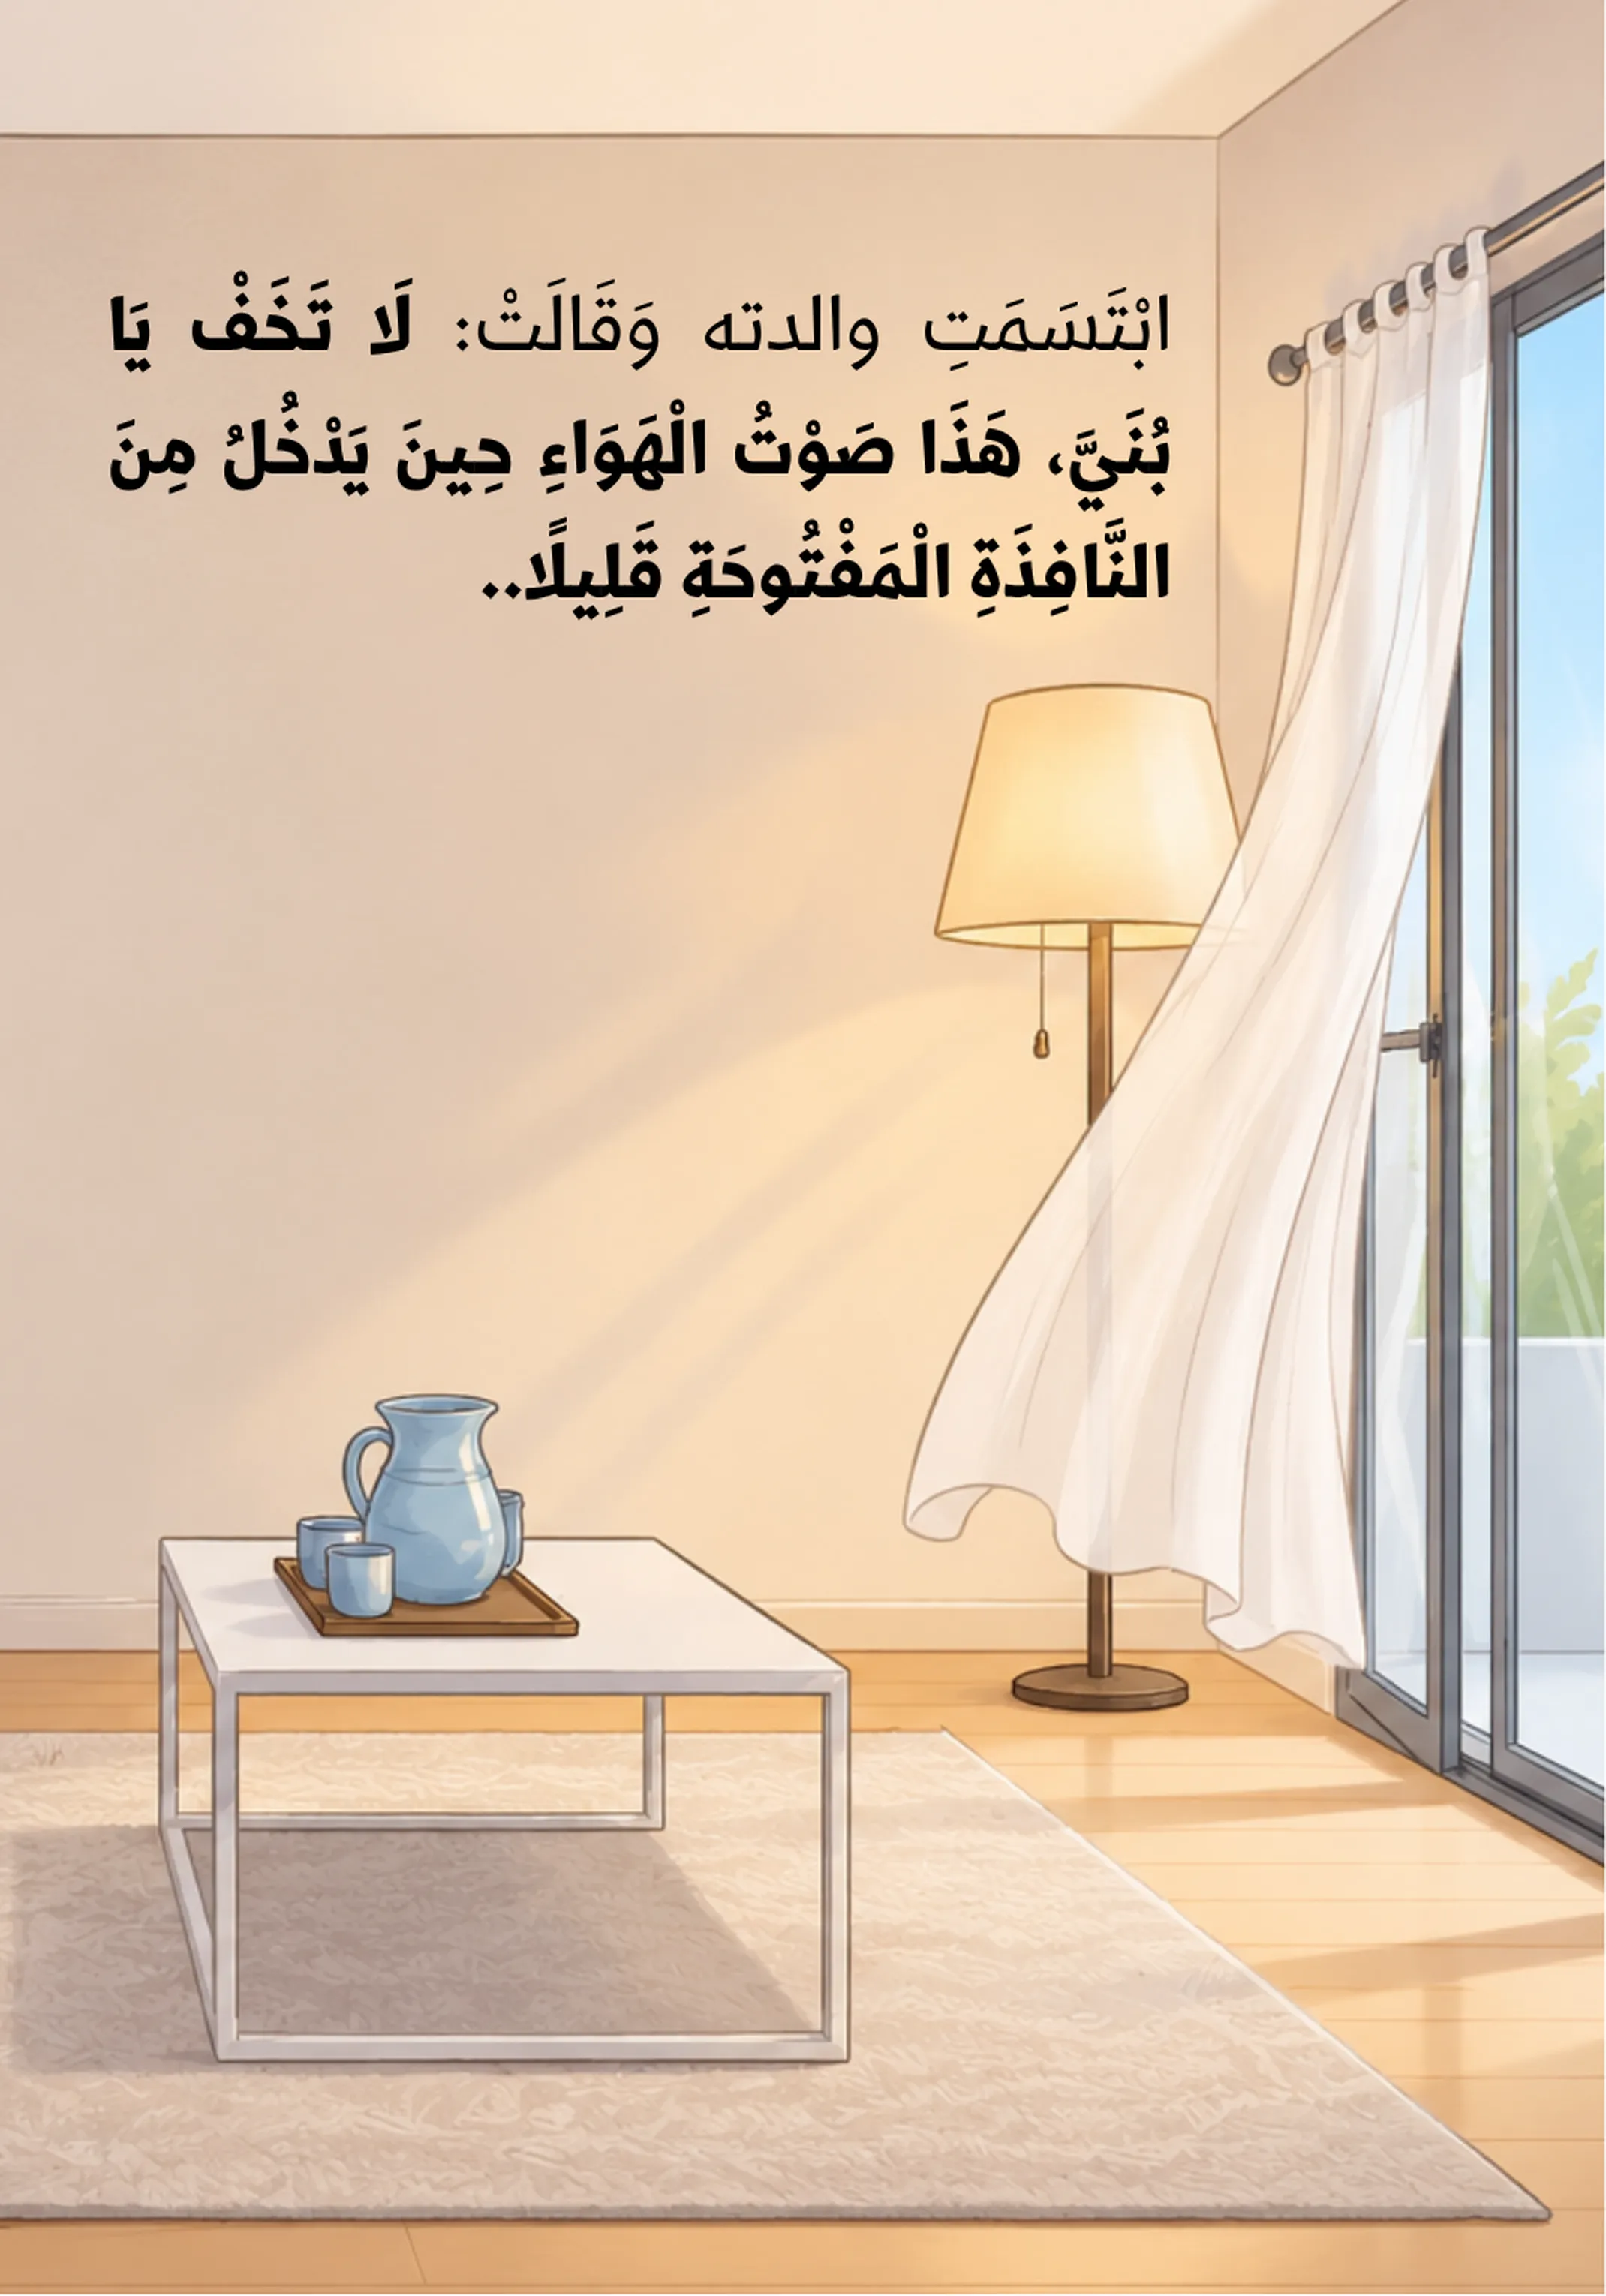 ابْتَسَمَتِ والدته وَقَالَتْ: لَا تَخَفْ يَا
بُنَيَّ، هَذَا صَوْتُ الْهَوَاءِ حِينَ يَدْخُلُ مِنَ
النَّافِذَةِ الْمَفْتُوحَةِ قَلِيلًا..